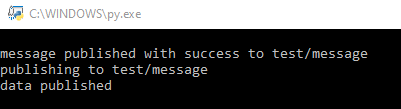 C:\WINDOWS\py.exe
message published with success to test/message
publishing to test/message
data published